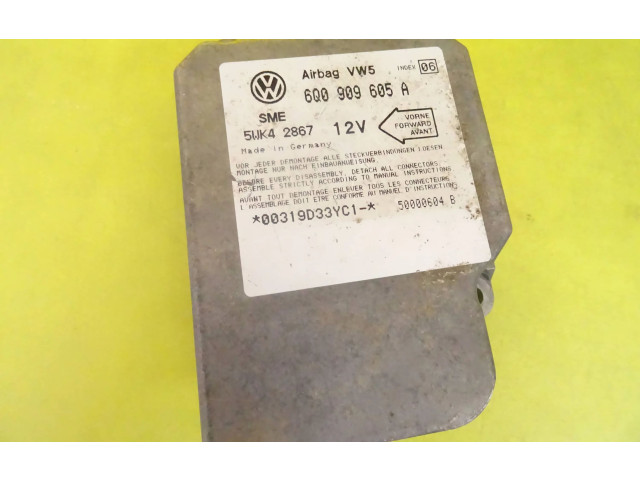 Airbag VW5
INDEX 06
VW
6Q0 909 605 A
SME
5WK4 2867
12V
VORNE
FORWARD
AVANT
Made in Germany
VOR JEDER DEMONTAGE ALLE STECKVERBINDUNGEN LOESEN
MONTAGE NUR NACH EINBAUANWEISUNG.
BEFORE EVERY DISASSEMBLY, DETACH ALL CONNECTORS
ASSEMBLE STRICTLY ACCORDING TO MANUAL INSTRUCTIONS
AVANT TOUT DEMONTAGE ENLEVER TOUS LES CONNECTEURS
L ASSEMBLAGE DOIT ETRE CONFORME AU MANUEL D'INSTRUCTION
*00319D33YC1-*
50000604 B